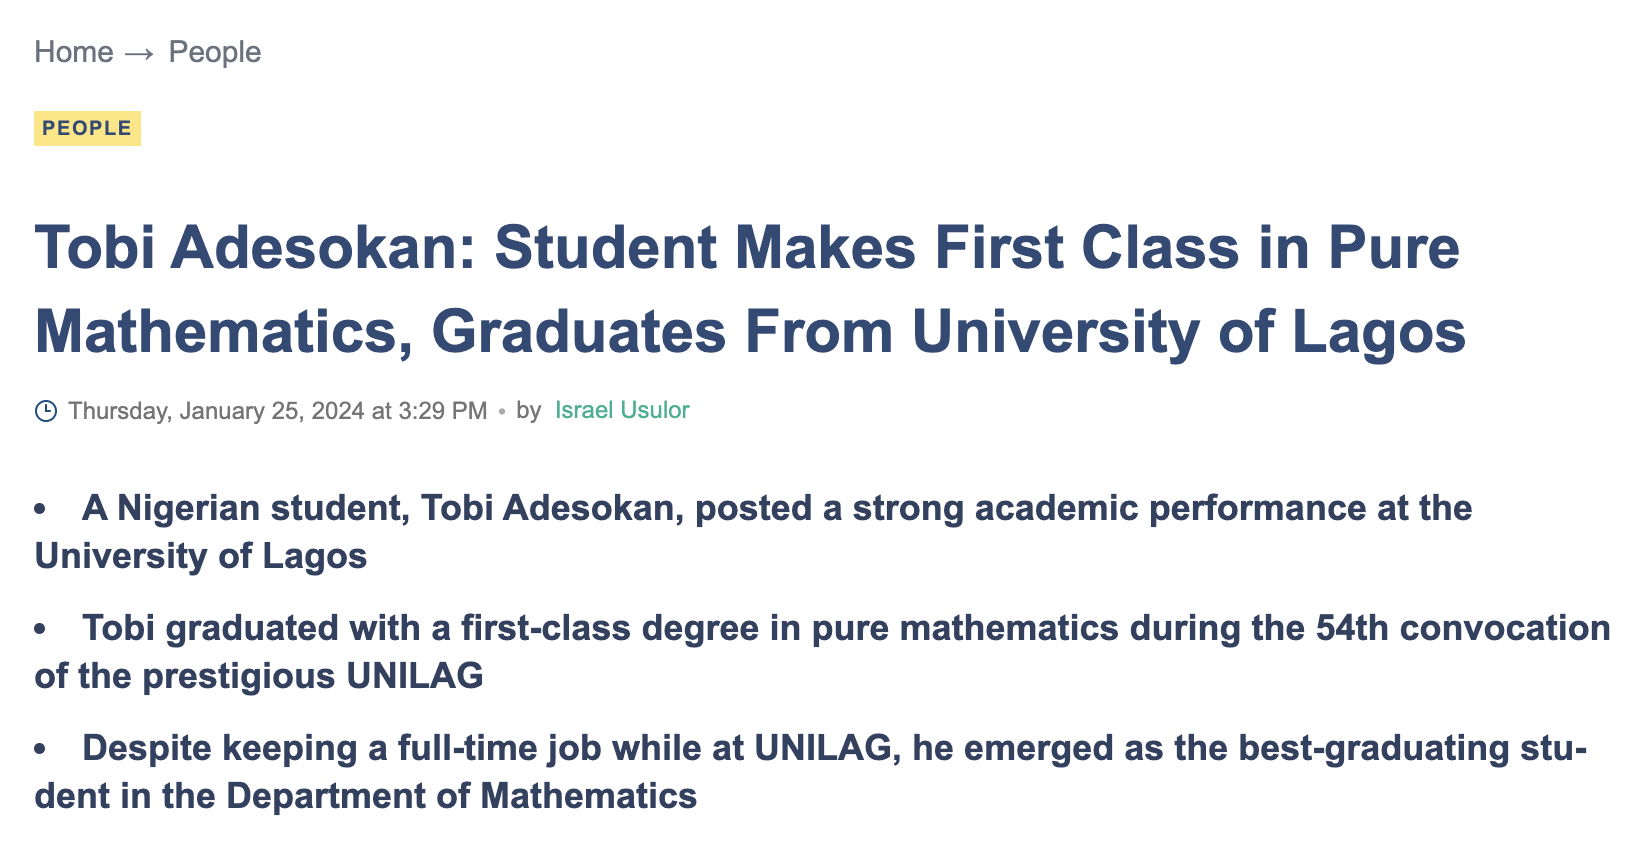 Home → People
PEOPLE
Tobi Adesokan: Student Makes First Class in Pure
Mathematics, Graduates From University of Lagos
Thursday, January 25, 2024 at 3:29 PM • by Israel Usulor
• A Nigerian student, Tobi Adesokan, posted a strong academic performance at the
University of Lagos
• Tobi graduated with a first-class degree in pure mathematics during the 54th convocation
of the prestigious UNILAG
• Despite keeping a full-time job while at UNILAG, he emerged as the best-graduating stu-
dent in the Department of Mathematics